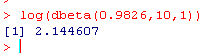 > log(dbeta(0.9826,10,1))
[1] 2.144607
>